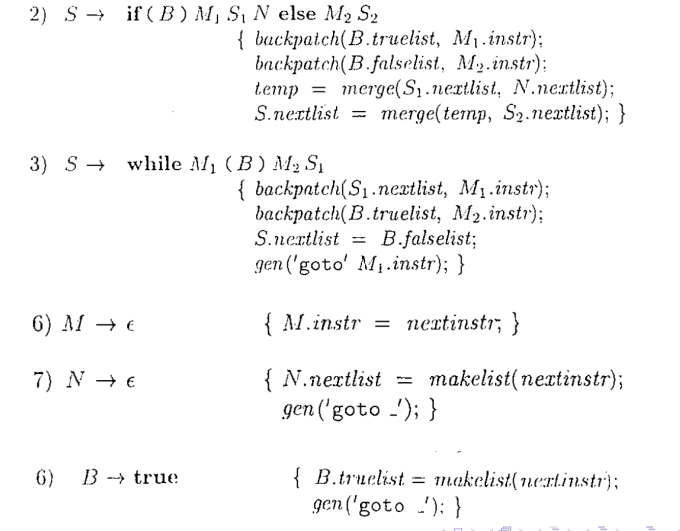 2) S → if ( B ) M₁ S₁ N else M₂ S₂
{ backpatch(B.truelist, M₁.instr);
backpatch(B.falselist, M₂.instr);
temp = merge(S₁.nextlist, N.nextlist);
S.nextlist = merge(temp, S₂.nextlist); }
3) S → while M₁ ( B ) M₂ S₁
{ backpatch(S₁.nextlist, M₁.instr);
backpatch(B.truelist, M₂.instr);
S.nextlist = B.falselist;
gen('goto' M₁.instr); }
6) M → ϵ { M.instr = nextinstr; }
7) N → ϵ { N.nextlist = makelist(nextinstr);
gen('goto _'); }
6) B → true { B.truelist = makelist(nextinstr);
gen('goto _'); }